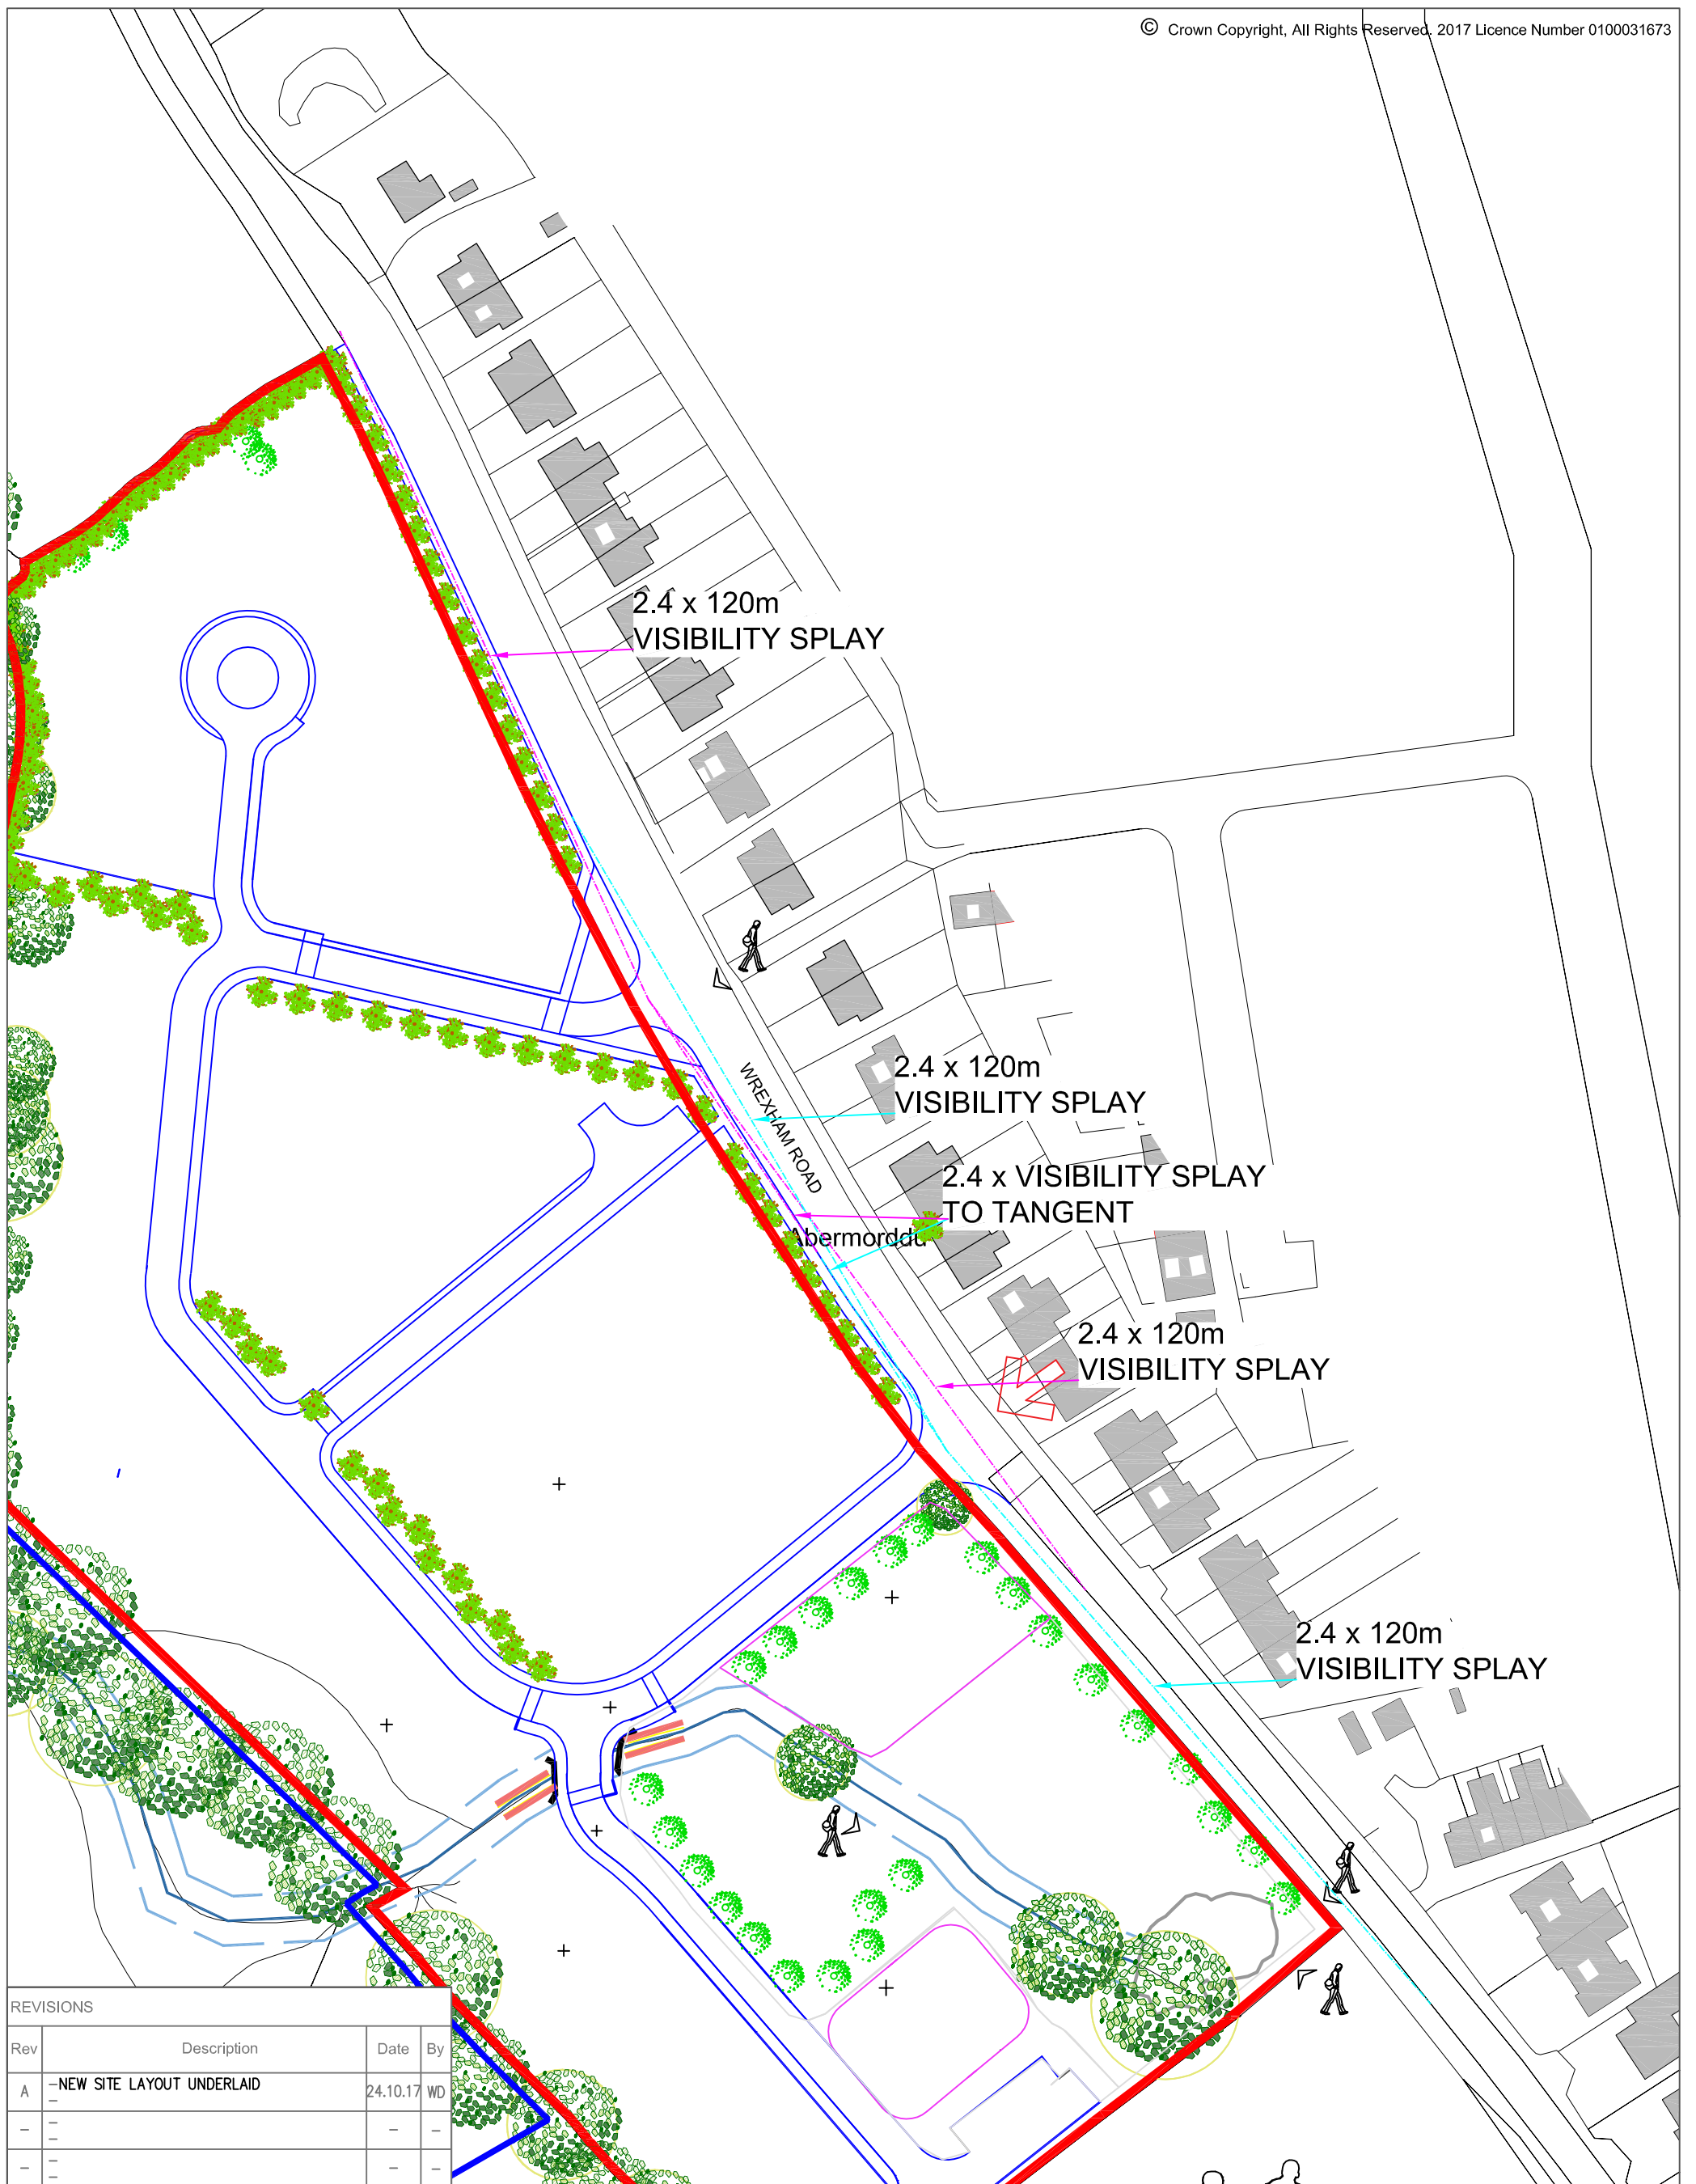 © Crown Copyright, All Rights Reserved. 2017 Licence Number 0100031673
2.4 x 120m
VISIBILITY SPLAY
2.4 x 120m
VISIBILITY SPLAY
WREXHAM ROAD
2.4 x VISIBILITY SPLAY
TO TANGENT
Abermorddu
2.4 x 120m
VISIBILITY SPLAY
2.4 x 120m
VISIBILITY SPLAY
REVISIONS
Rev Description Date By
A -NEW SITE LAYOUT UNDERLAID 24.10.17 WD